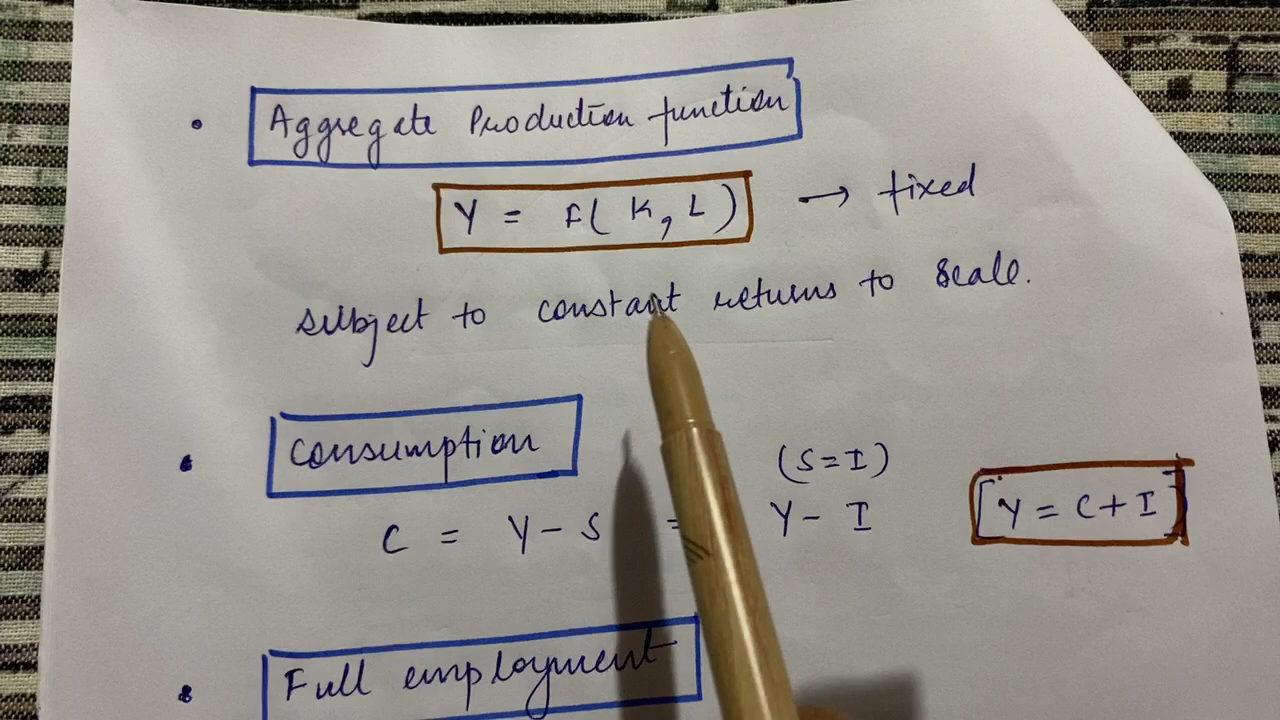 • Aggregate Production function
Y = F( K, L ) → fixed
subject to constant returns to scale.
• Consumption
(S=I)
C = Y - S = Y - I [Y = C + I]
• Full employment